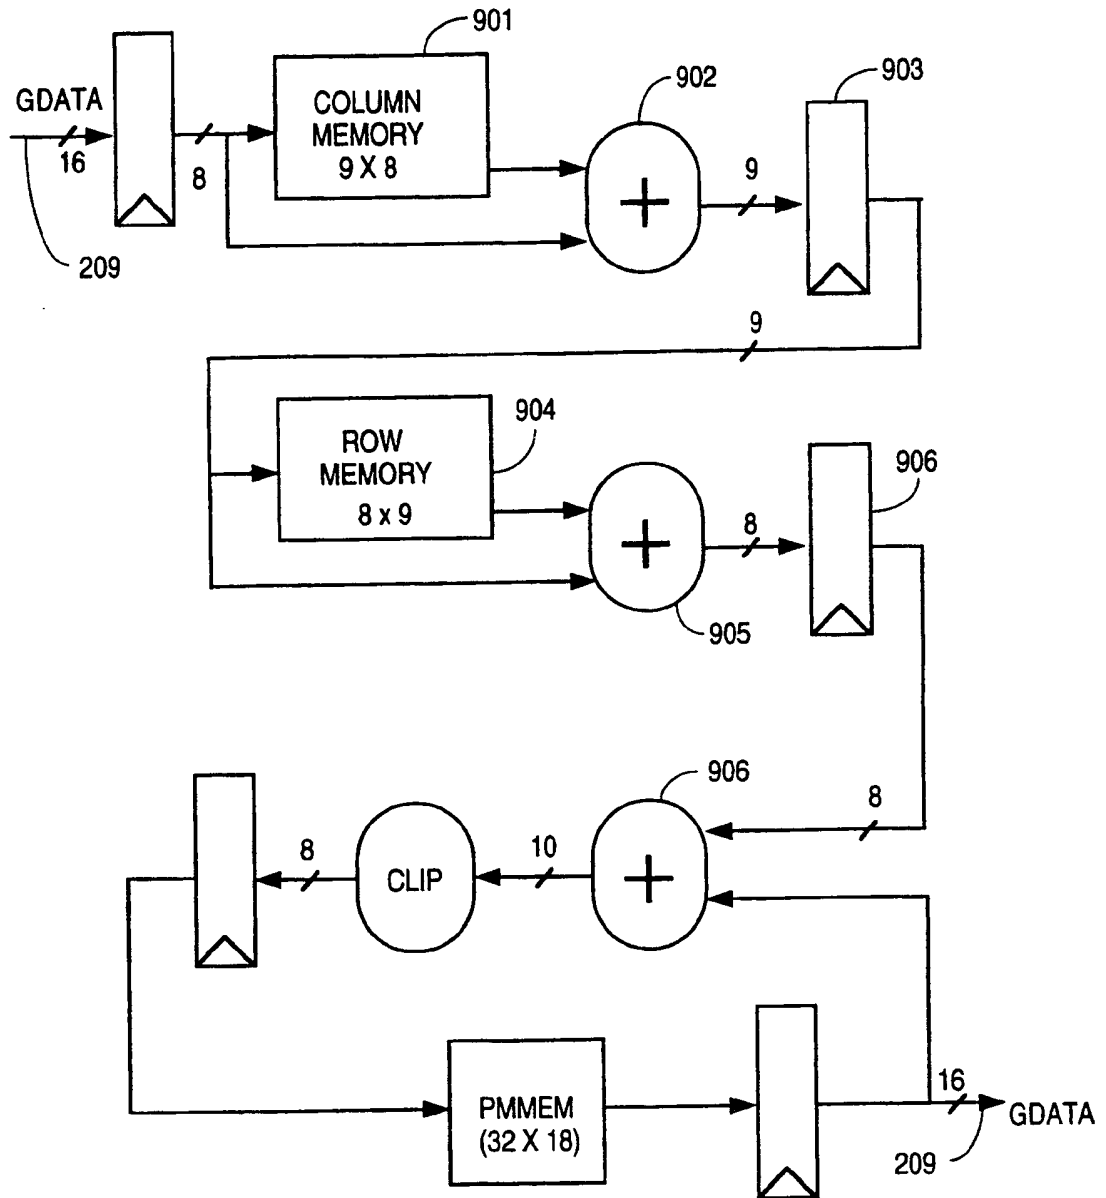 901
902
903
GDATA
16
8
COLUMN
MEMORY
9 X 8
9
209
9
904
ROW
MEMORY
8 x 9
8
906
905
906
8
10
8
CLIP
16
PMMEM
(32 X 18)
GDATA
209